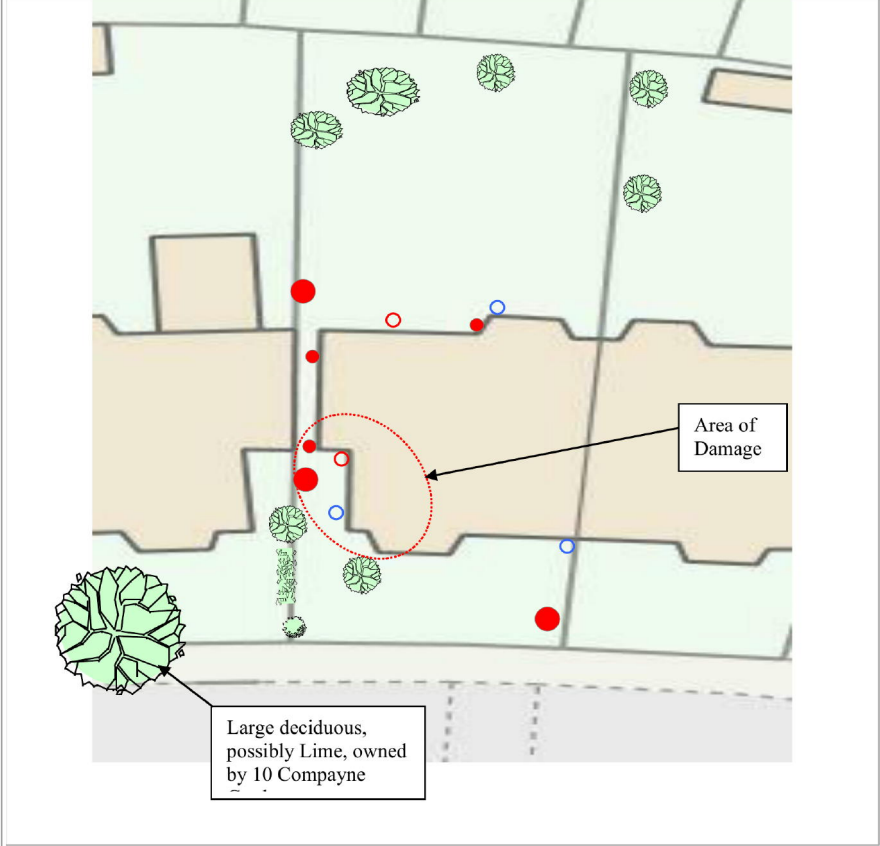 Area of
Damage
Large deciduous,
possibly Lime, owned
by 10 Compayne